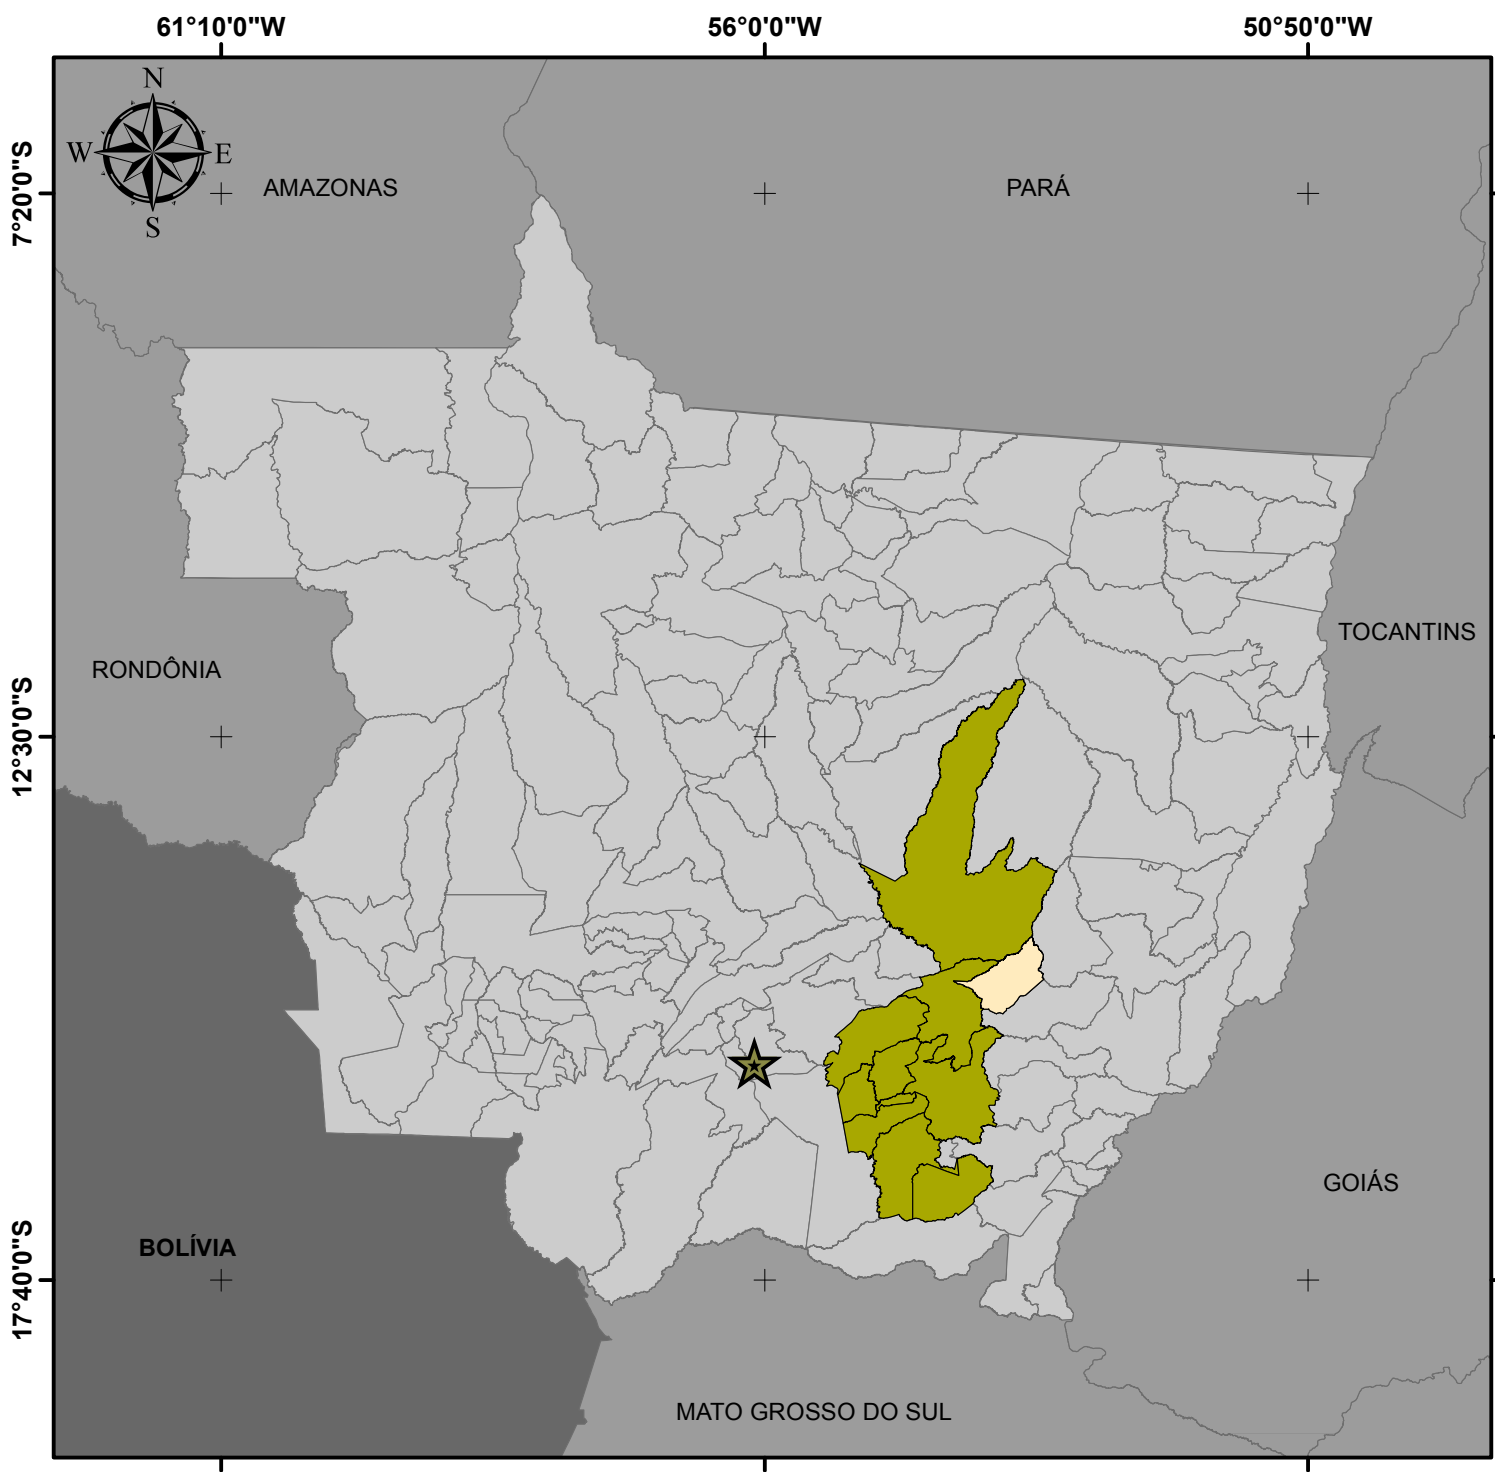 61°10'0"W 56°0'0"W 50°50'0"W
N
W E
S
7°20'0"S
AMAZONAS PARÁ
TOCANTINS
RONDÔNIA
12°30'0"S
GOIÁS
BOLÍVIA
17°40'0"S
MATO GROSSO DO SUL